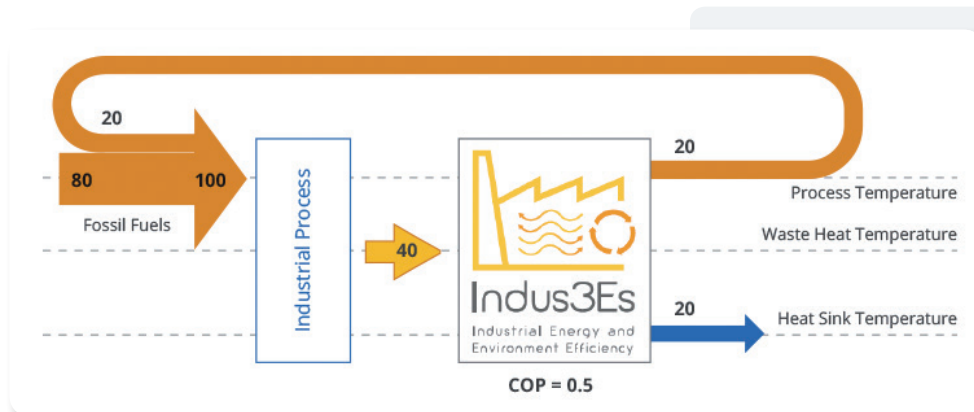 20
20
80
100
Process Temperature
Fossil Fuels
Waste Heat Temperature
Industrial Process
40
Indus3Es
20
Heat Sink Temperature
Industrial Energy and
Environment Efficiency
COP = 0.5